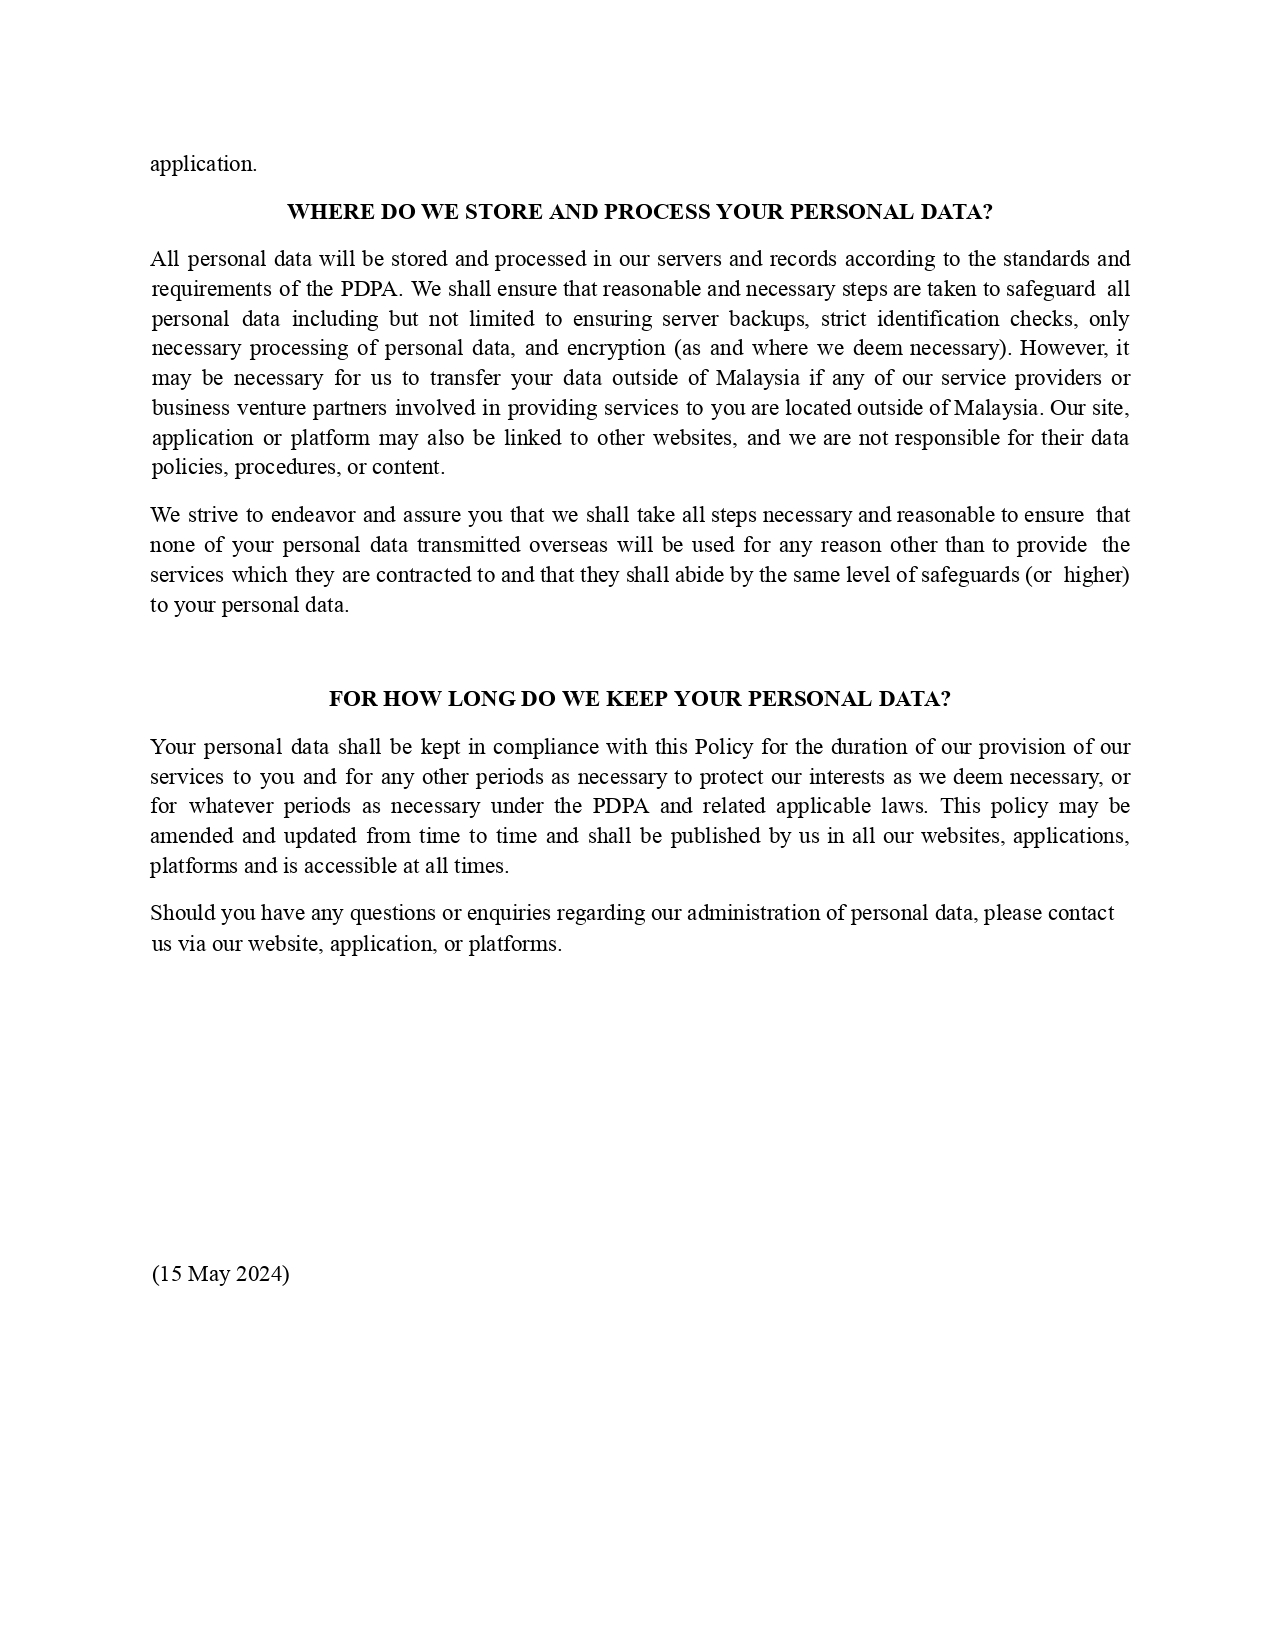 application.
WHERE DO WE STORE AND PROCESS YOUR PERSONAL DATA?
All personal data will be stored and processed in our servers and records according to the standards and
requirements of the PDPA. We shall ensure that reasonable and necessary steps are taken to safeguard all
personal data including but not limited to ensuring server backups, strict identification checks, only
necessary processing of personal data, and encryption (as and where we deem necessary). However, it
may be necessary for us to transfer your data outside of Malaysia if any of our service providers or
business venture partners involved in providing services to you are located outside of Malaysia. Our site,
application or platform may also be linked to other websites, and we are not responsible for their data
policies, procedures, or content.
We strive to endeavor and assure you that we shall take all steps necessary and reasonable to ensure that
none of your personal data transmitted overseas will be used for any reason other than to provide the
services which they are contracted to and that they shall abide by the same level of safeguards (or higher)
to your personal data.
FOR HOW LONG DO WE KEEP YOUR PERSONAL DATA?
Your personal data shall be kept in compliance with this Policy for the duration of our provision of our
services to you and for any other periods as necessary to protect our interests as we deem necessary, or
for whatever periods as necessary under the PDPA and related applicable laws. This policy may be
amended and updated from time to time and shall be published by us in all our websites, applications,
platforms and is accessible at all times.
Should you have any questions or enquiries regarding our administration of personal data, please contact
us via our website, application, or platforms.
(15 May 2024)